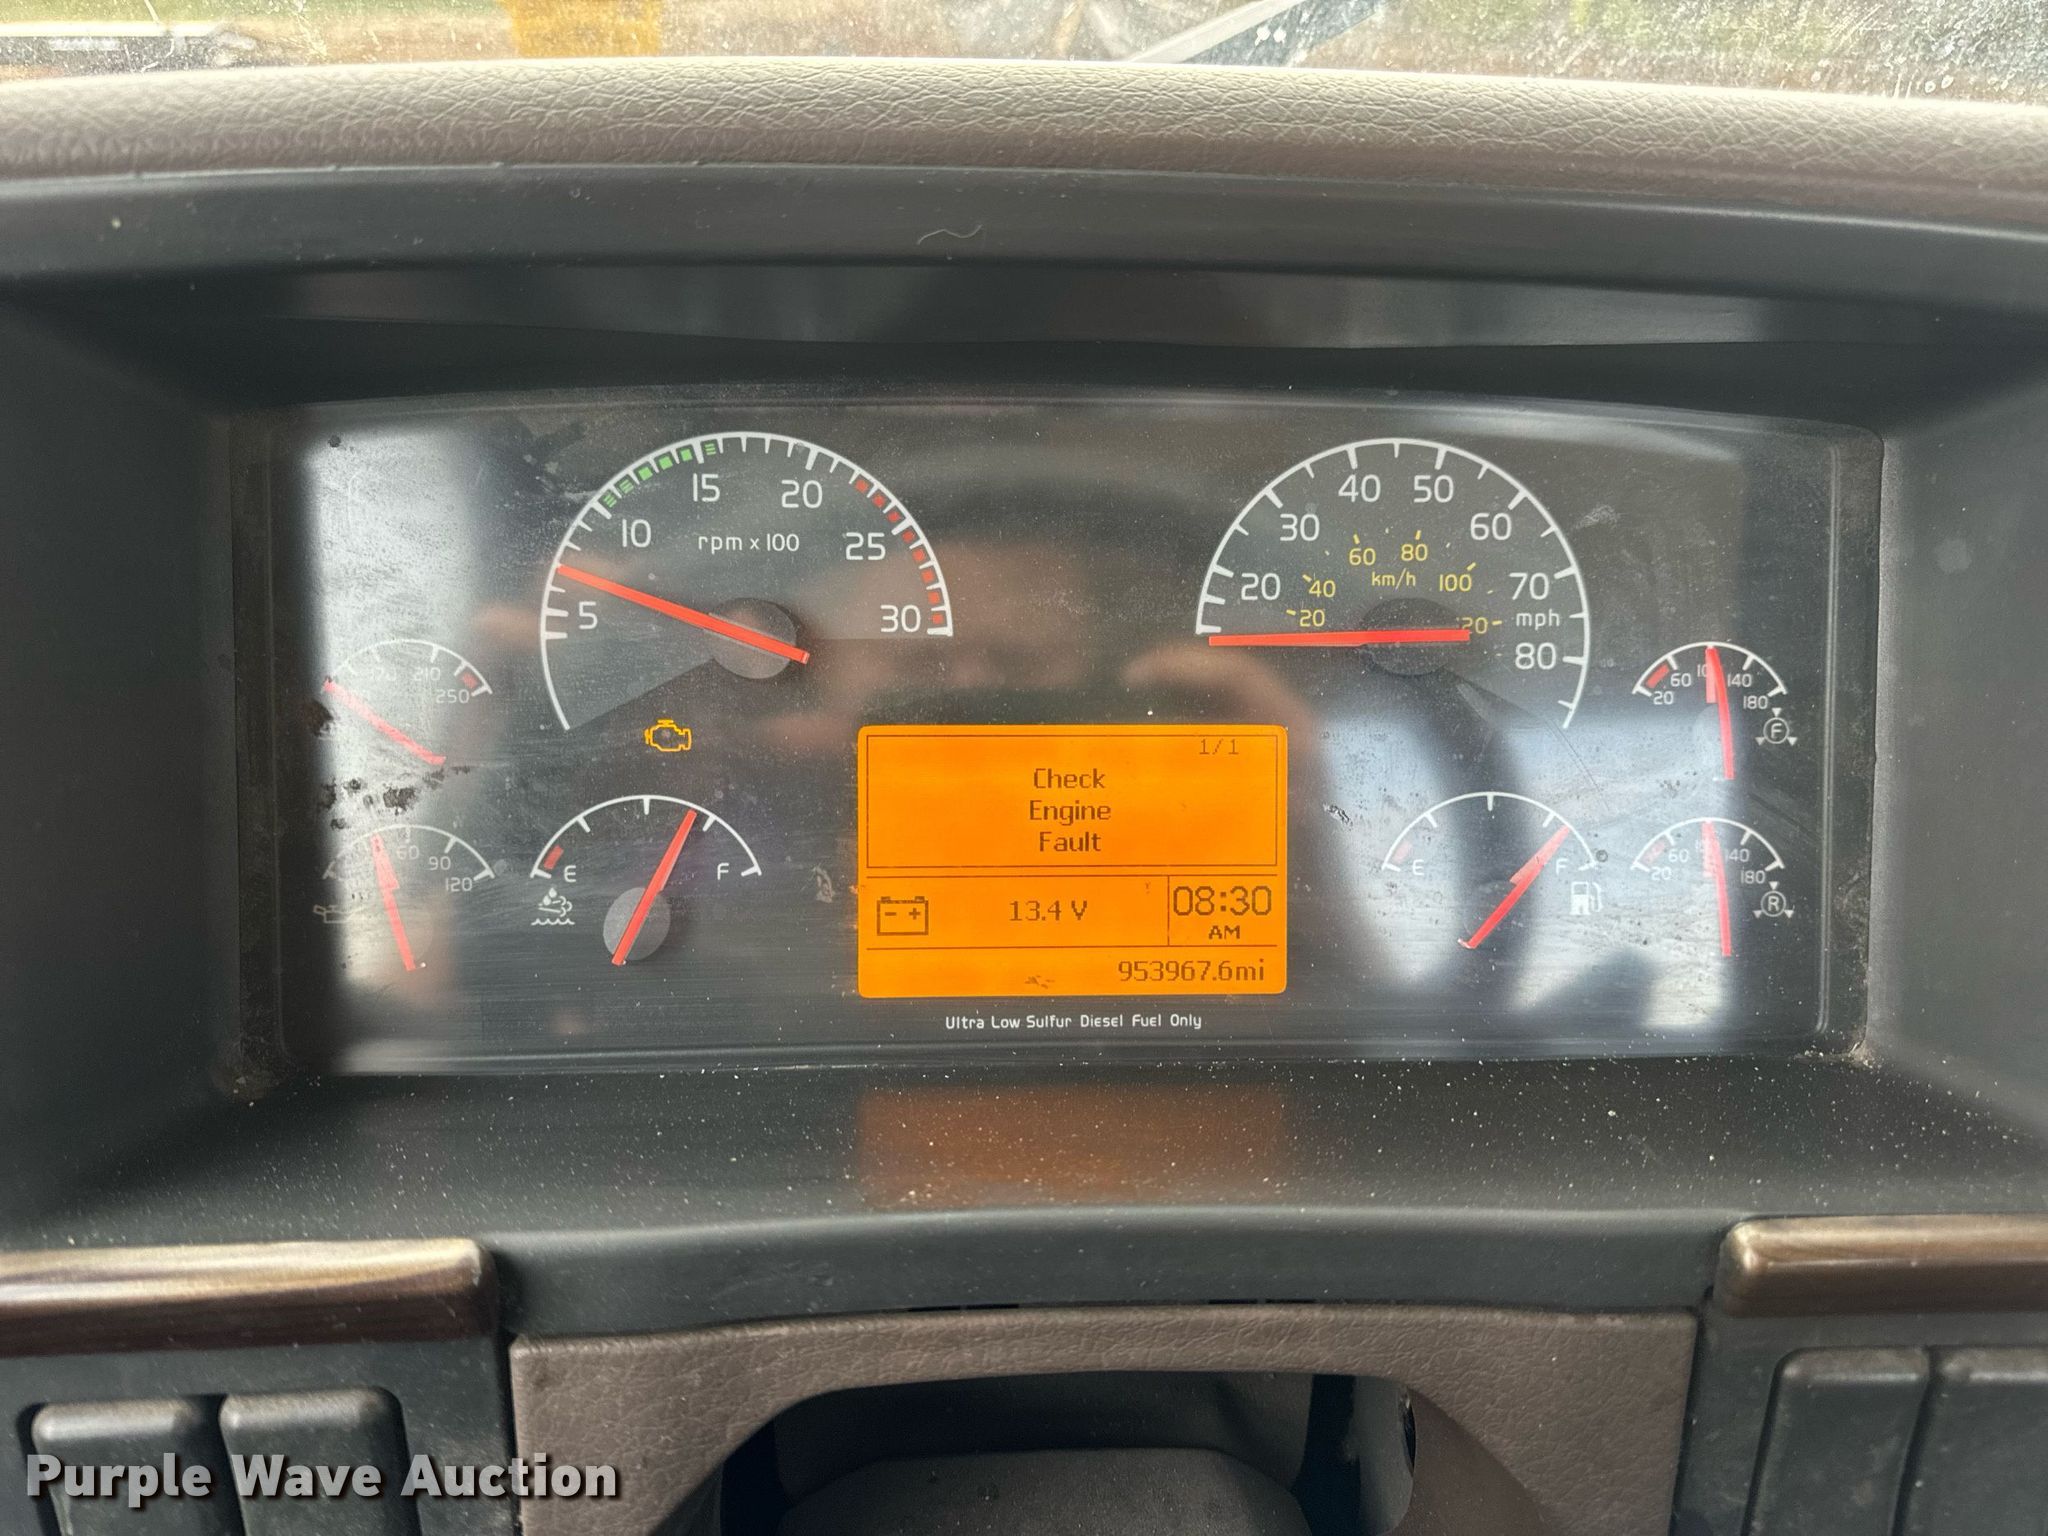 5
10
15
20
25
30
rpm x 100
20
30
40
50
60
70
80
mph
20
40
60
80
100
km/h
210
250
60
90
120
E
F
1/1
Check
Engine
Fault
13.4 V
08:30
AM
953967.6mi
Ultra Low Sulfur Diesel Fuel Only
E
F
20
60
140
180
F
20
60
140
180
R
Purple Wave Auction